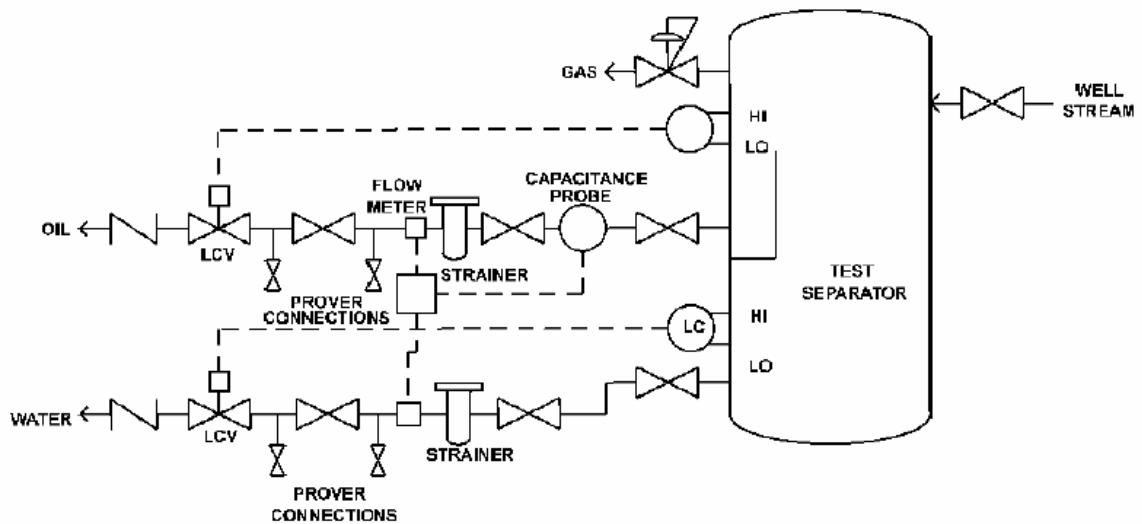 GAS
WELL
STREAM
HI
LO
FLOW
METER
CAPACITANCE
PROBE
OIL
LCV
STRAINER
TEST
SEPARATOR
PROVER
CONNECTIONS
LC
HI
LO
WATER
LCV
STRAINER
PROVER
CONNECTIONS